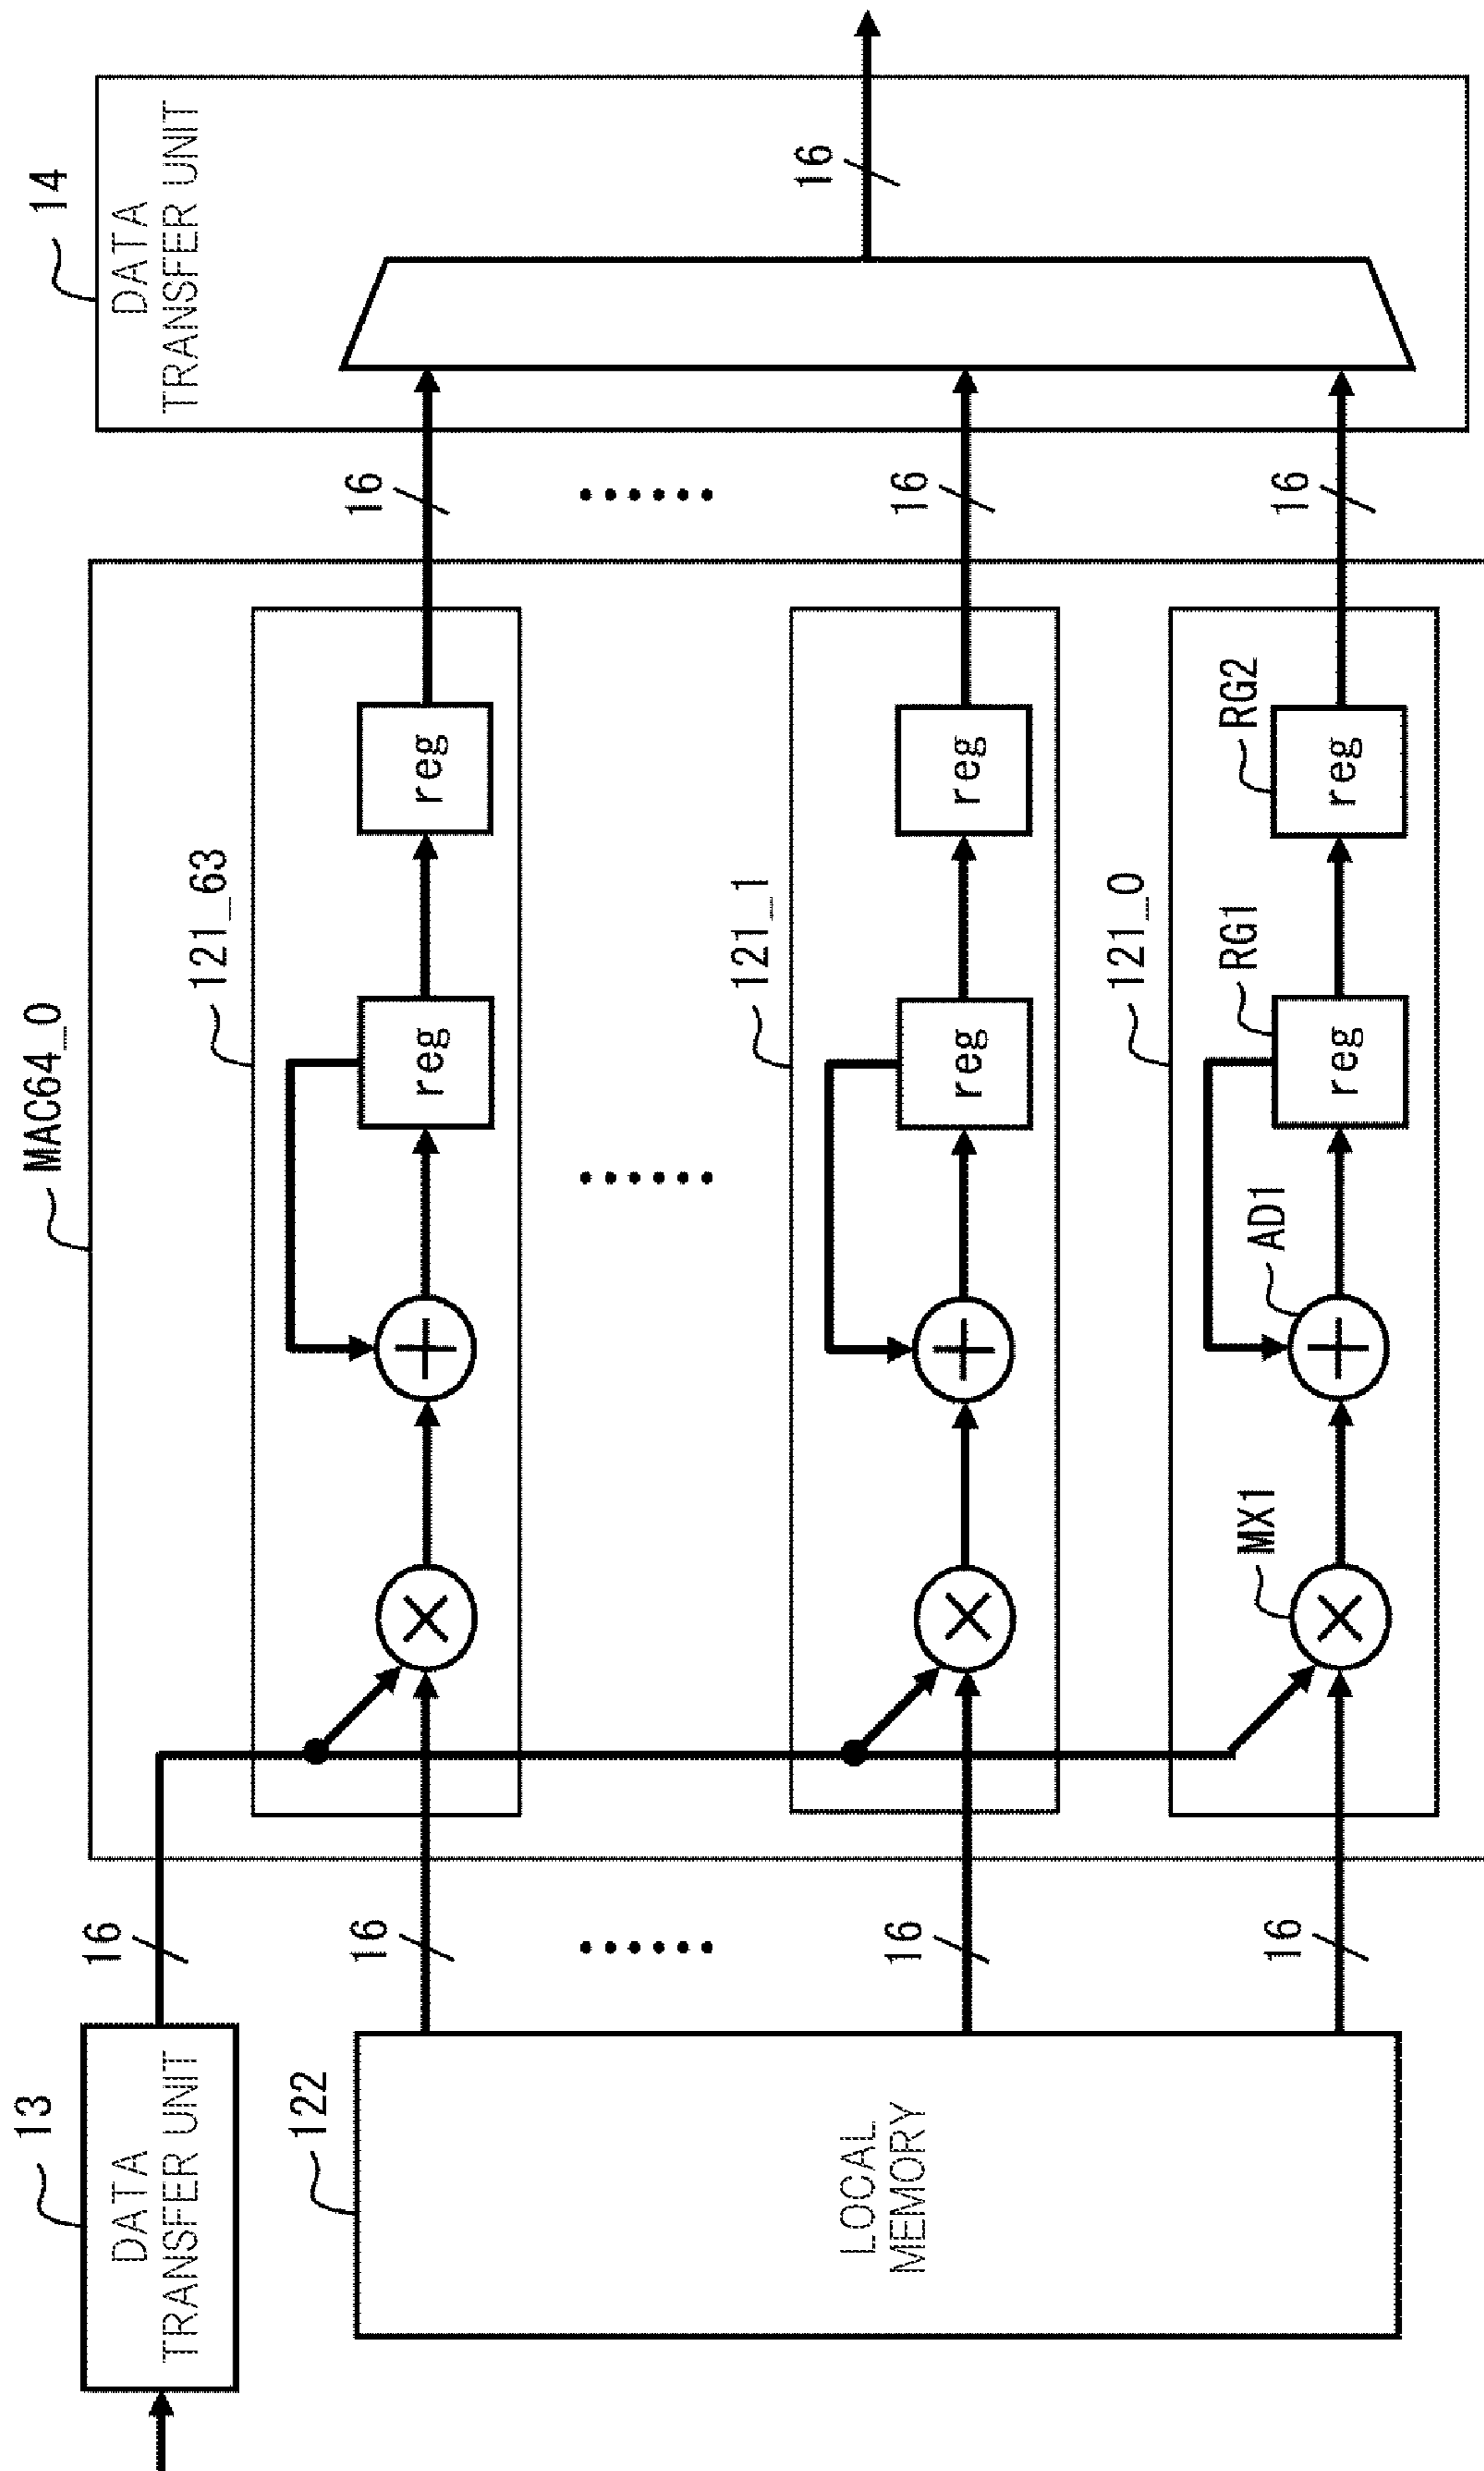 13
DATA
TRANSFER UNIT
16
122
LOCAL
MEMORY
16
......
16
16
MAC64_0
121_63
reg
reg
......
121_1
reg
reg
121_0
MX1
AD1
RG1
reg
RG2
reg
16
......
16
16
14
DATA
TRANSFER UNIT
16